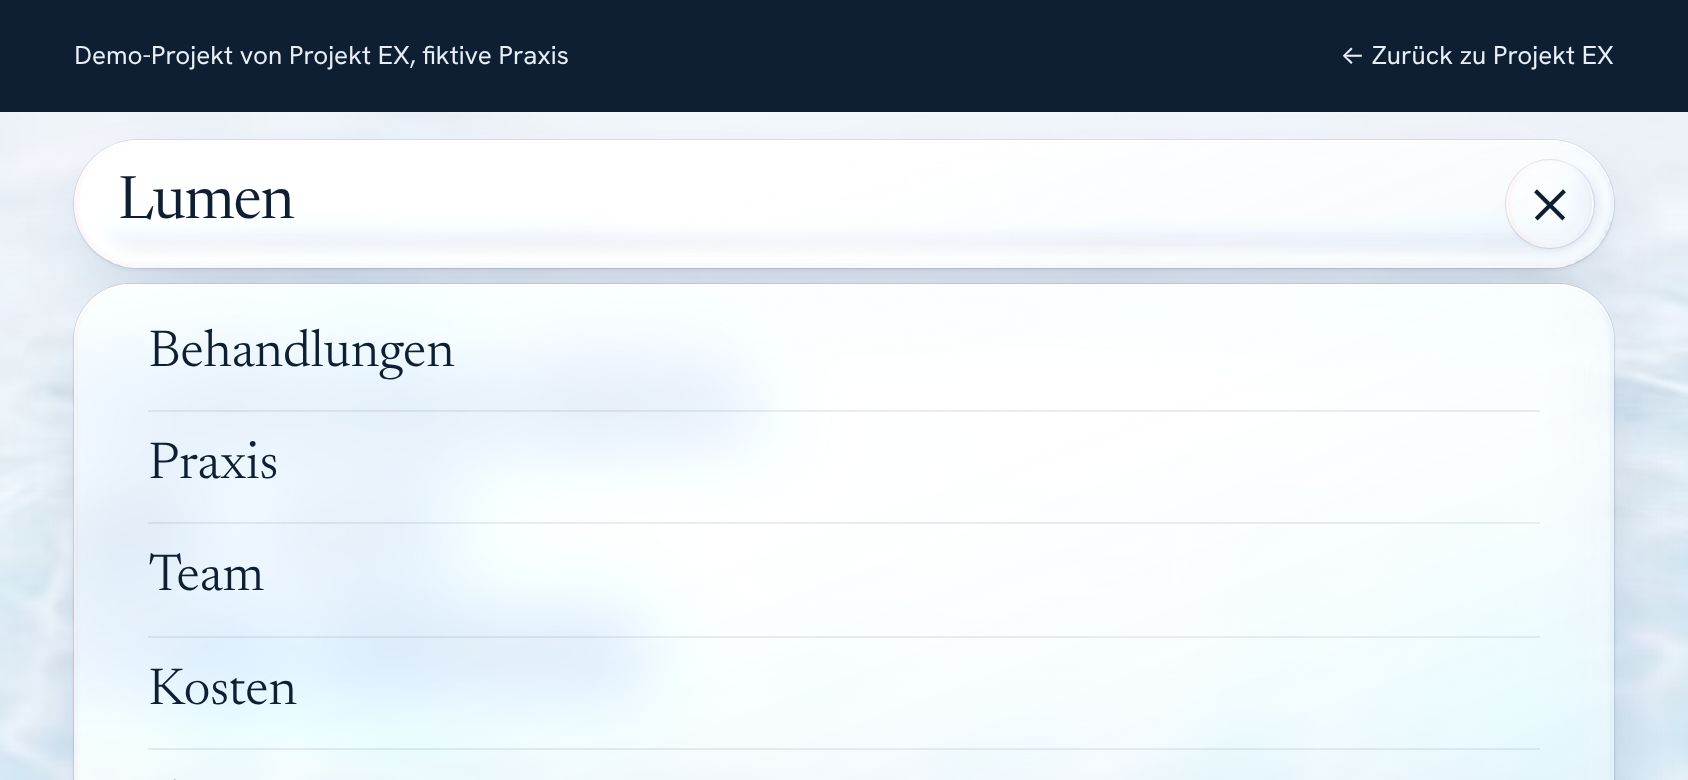 Demo-Projekt von Projekt EX, fiktive Praxis
← Zurück zu Projekt EX
Lumen
Behandlungen
Praxis
Team
Kosten